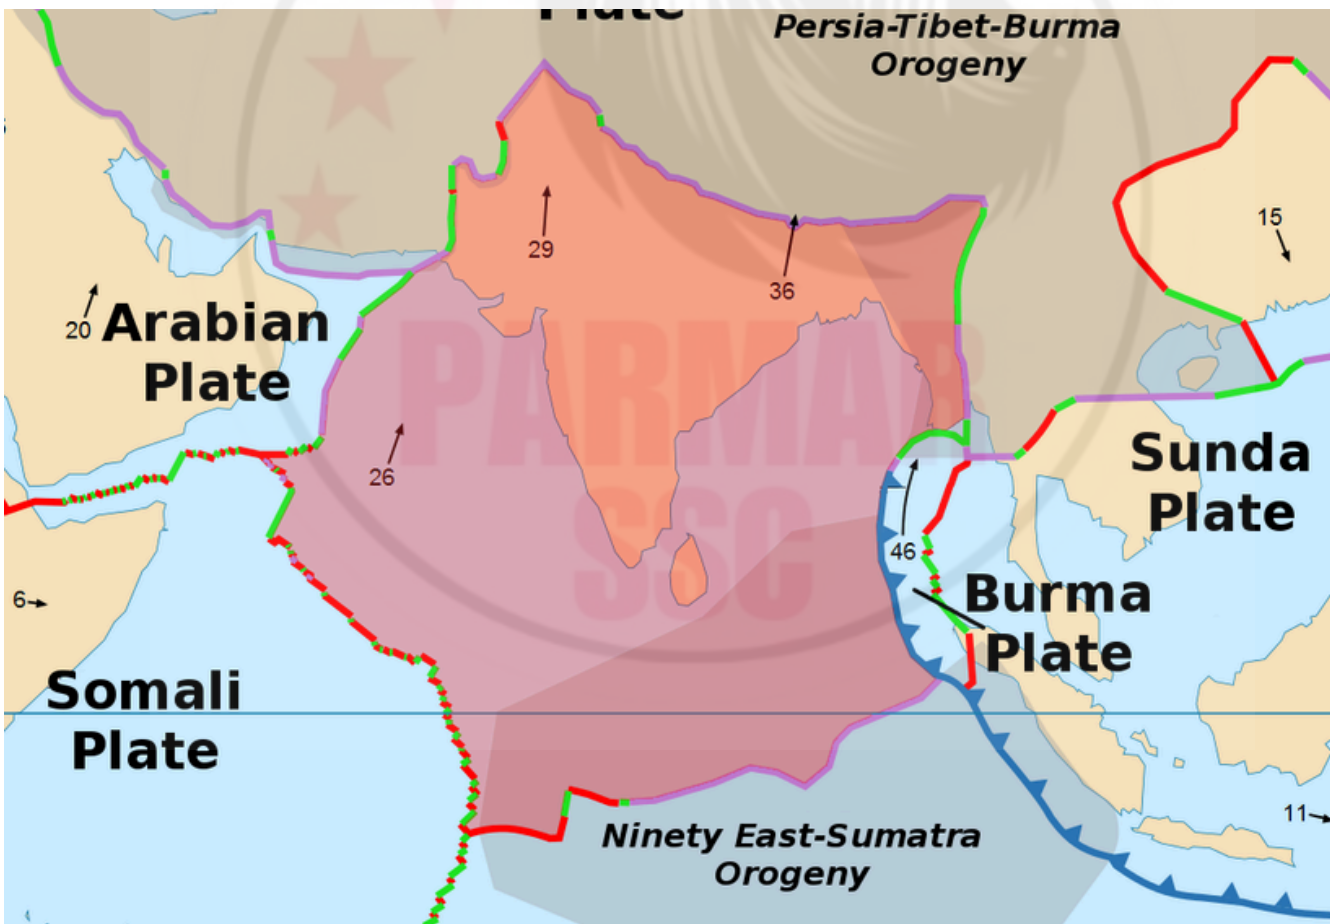 Plate
Persia-Tibet-Burma
Orogeny
15
29
36
20
Arabian
Plate
PARMAR
SSC
26
Sunda
Plate
46
6
Burma
Plate
Somali
Plate
11
Ninety East-Sumatra
Orogeny